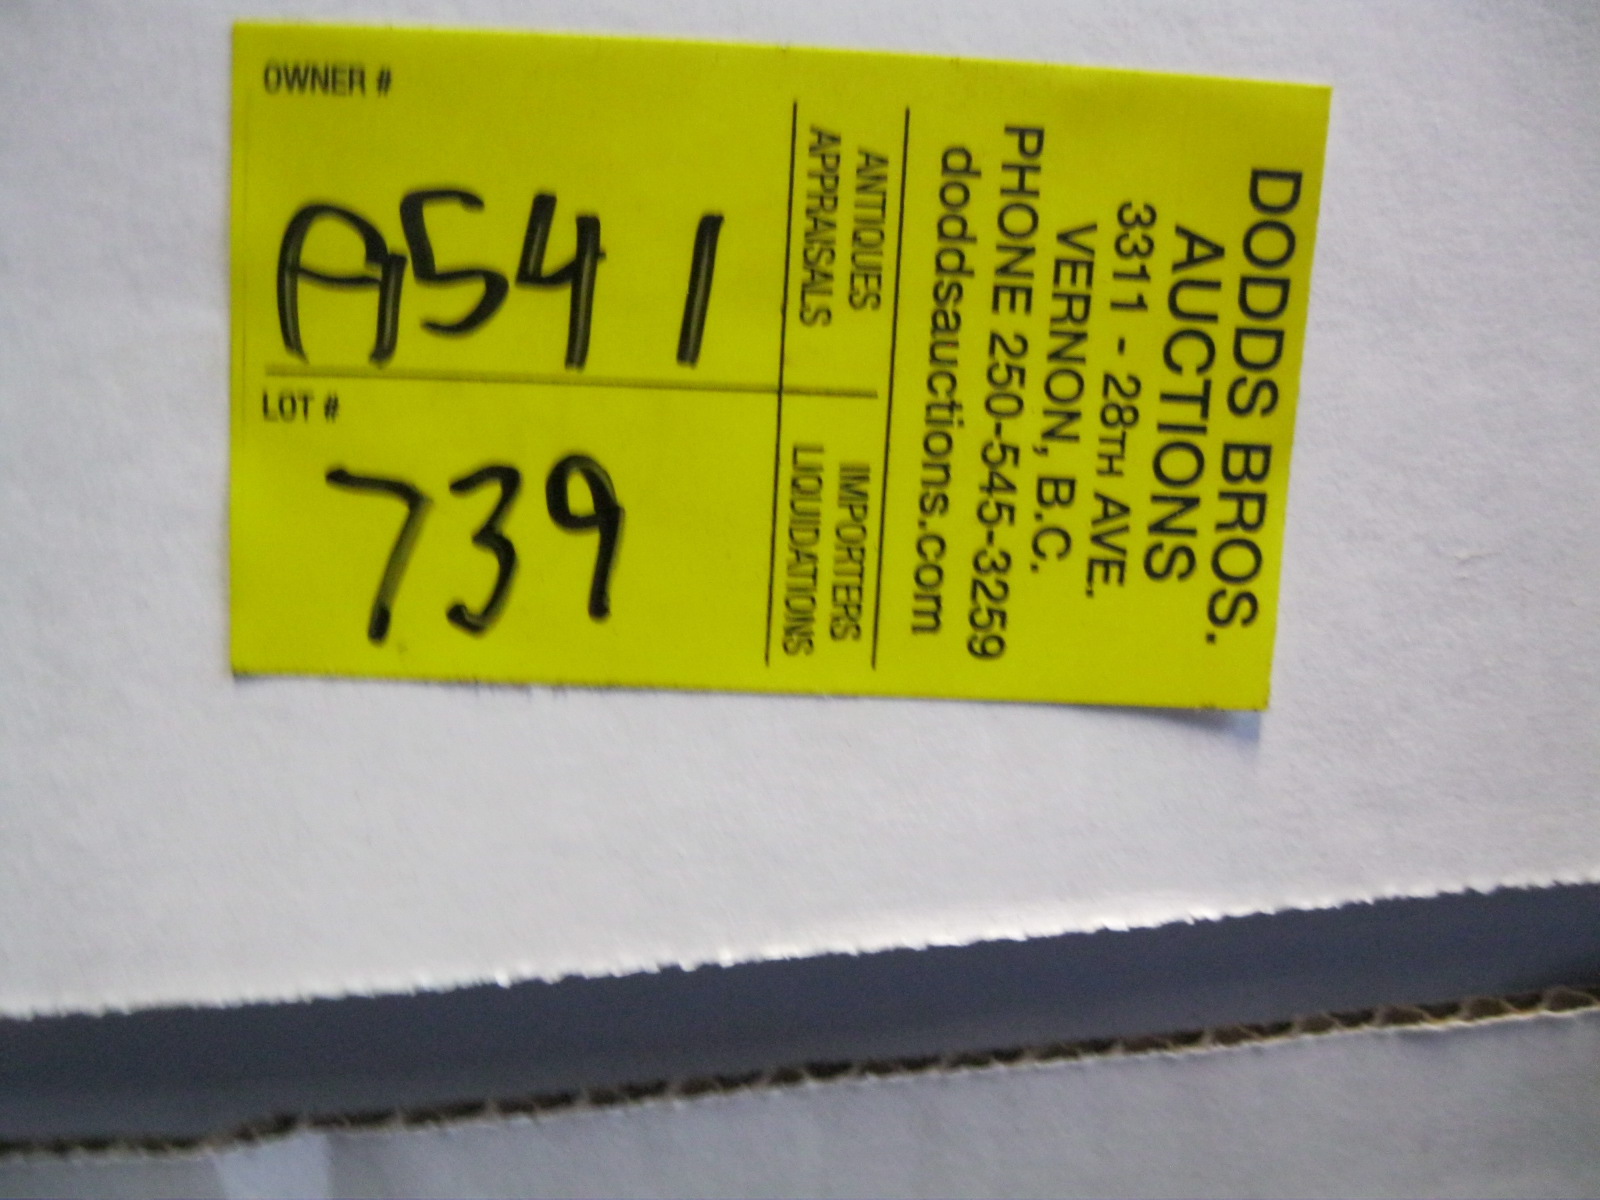 DODDS BROS.
AUCTIONS
3311 - 28TH AVE.
VERNON, B.C.
PHONE 250-545-3259
doddsauctions.com
ANTIQUES
APPRAISALS
IMPORTERS
LIQUIDATIONS
OWNER #
A541
LOT #
739